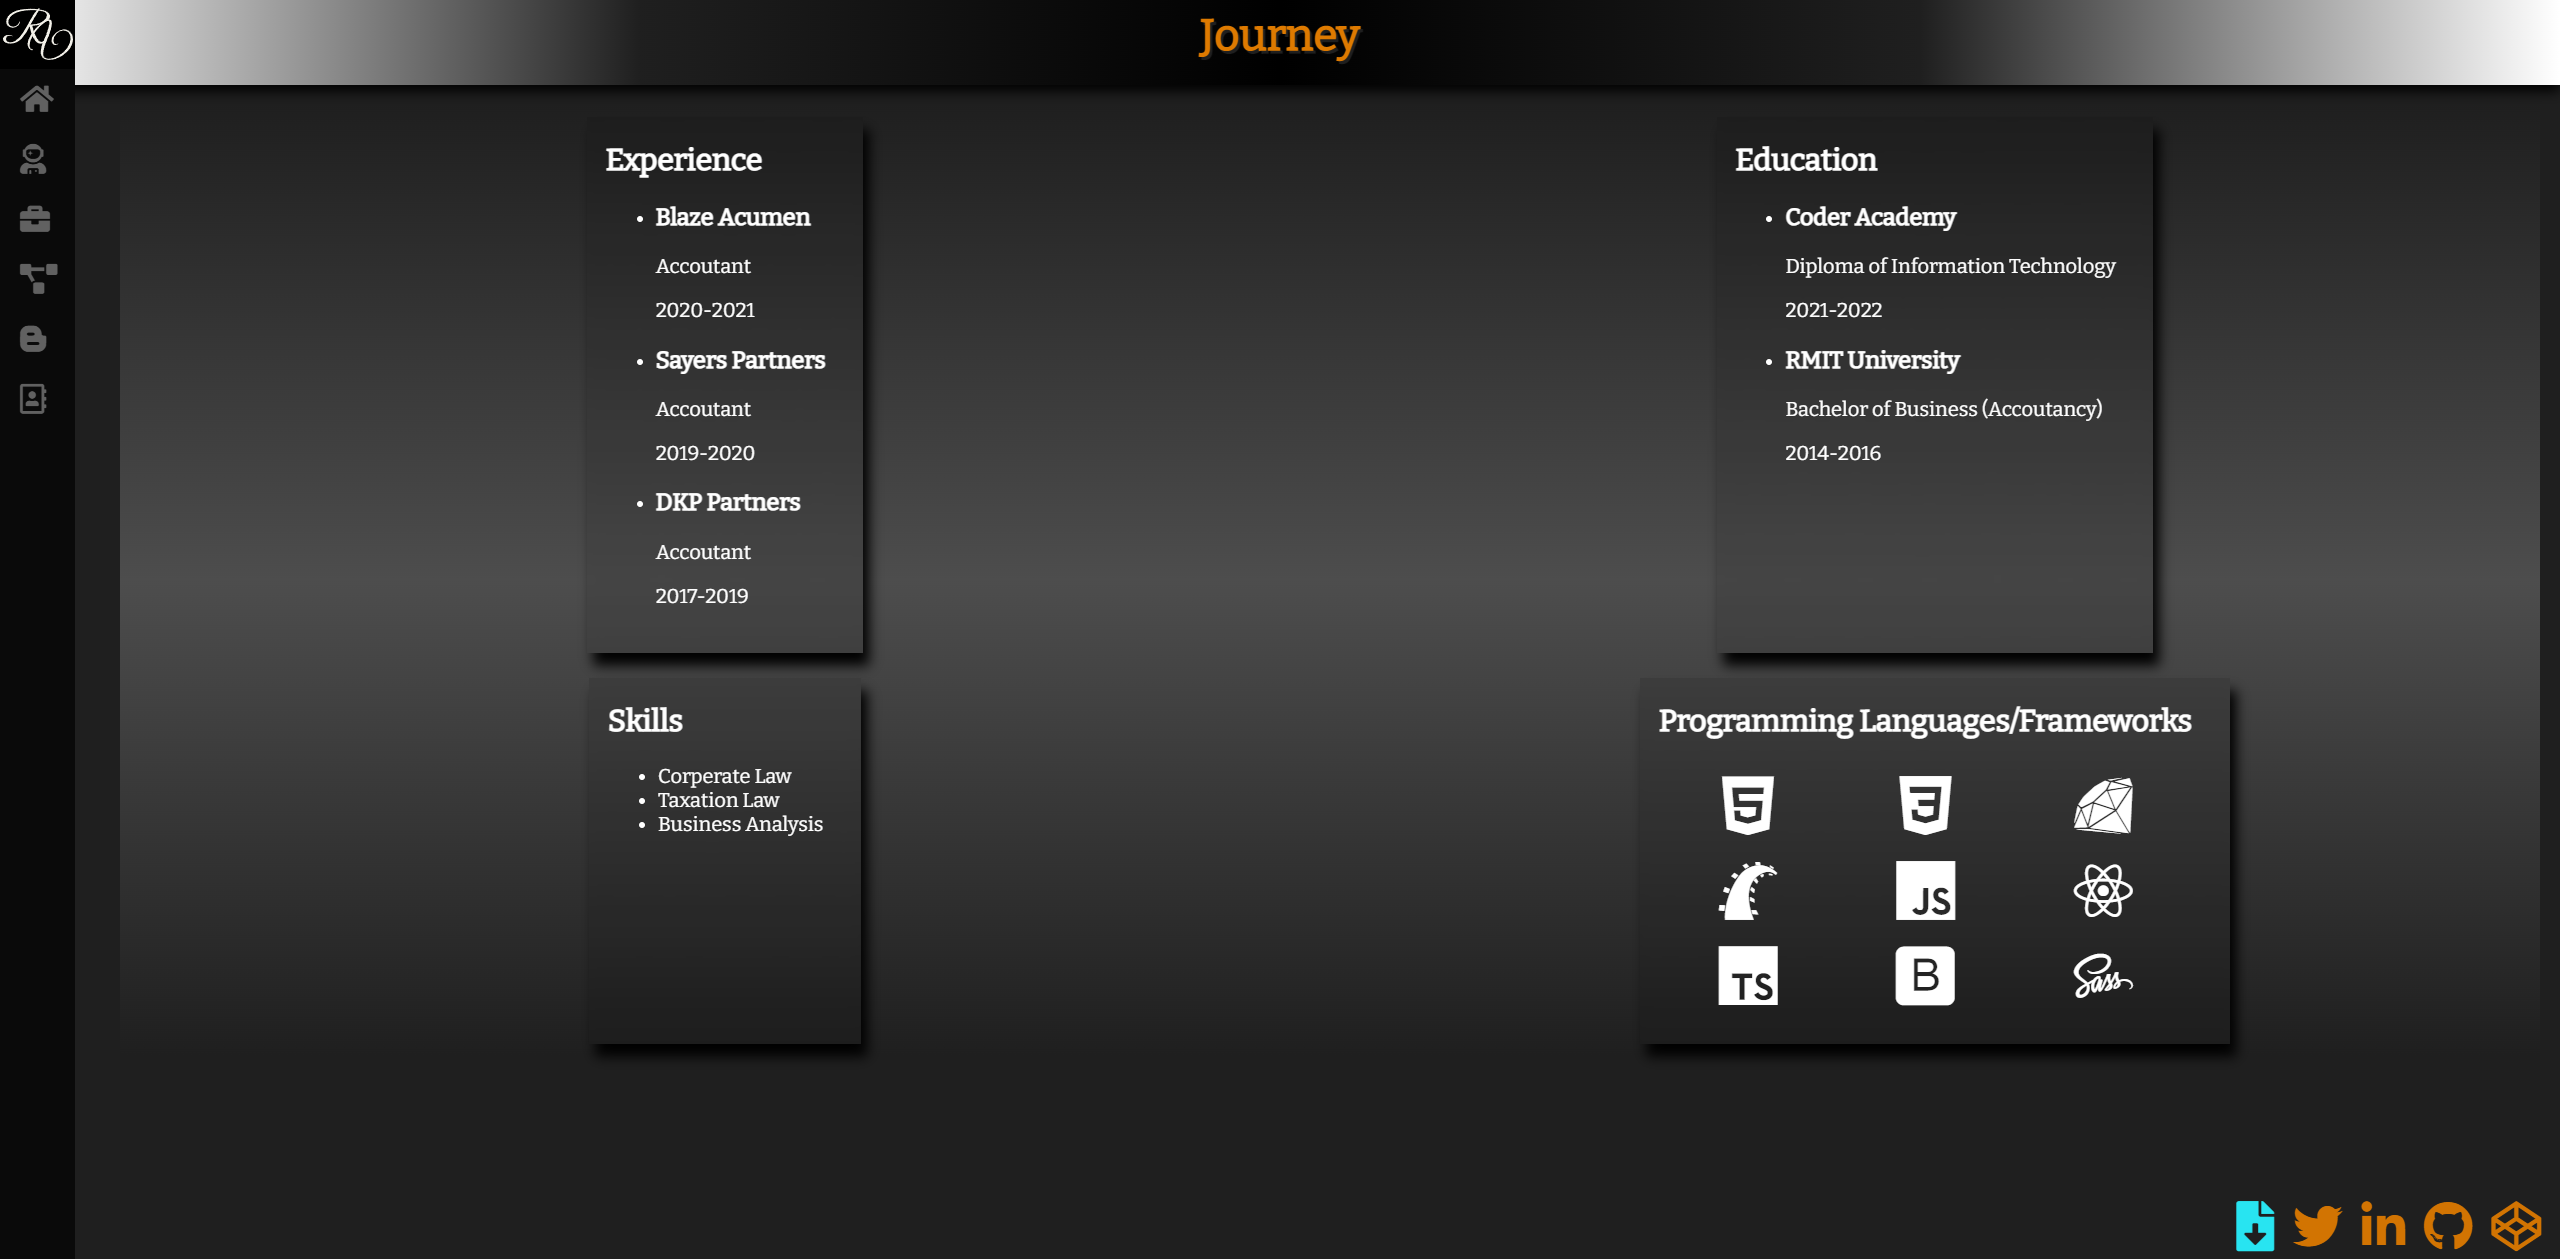 RA
Journey
Experience
Blaze Acumen
Accoutant
2020-2021
Sayers Partners
Accoutant
2019-2020
DKP Partners
Accoutant
2017-2019
Education
Coder Academy
Diploma of Information Technology
2021-2022
RMIT University
Bachelor of Business (Accoutancy)
2014-2016
Skills
Corperate Law
Taxation Law
Business Analysis
Programming Languages/Frameworks
5
3
JS
TS
B
Sass
in